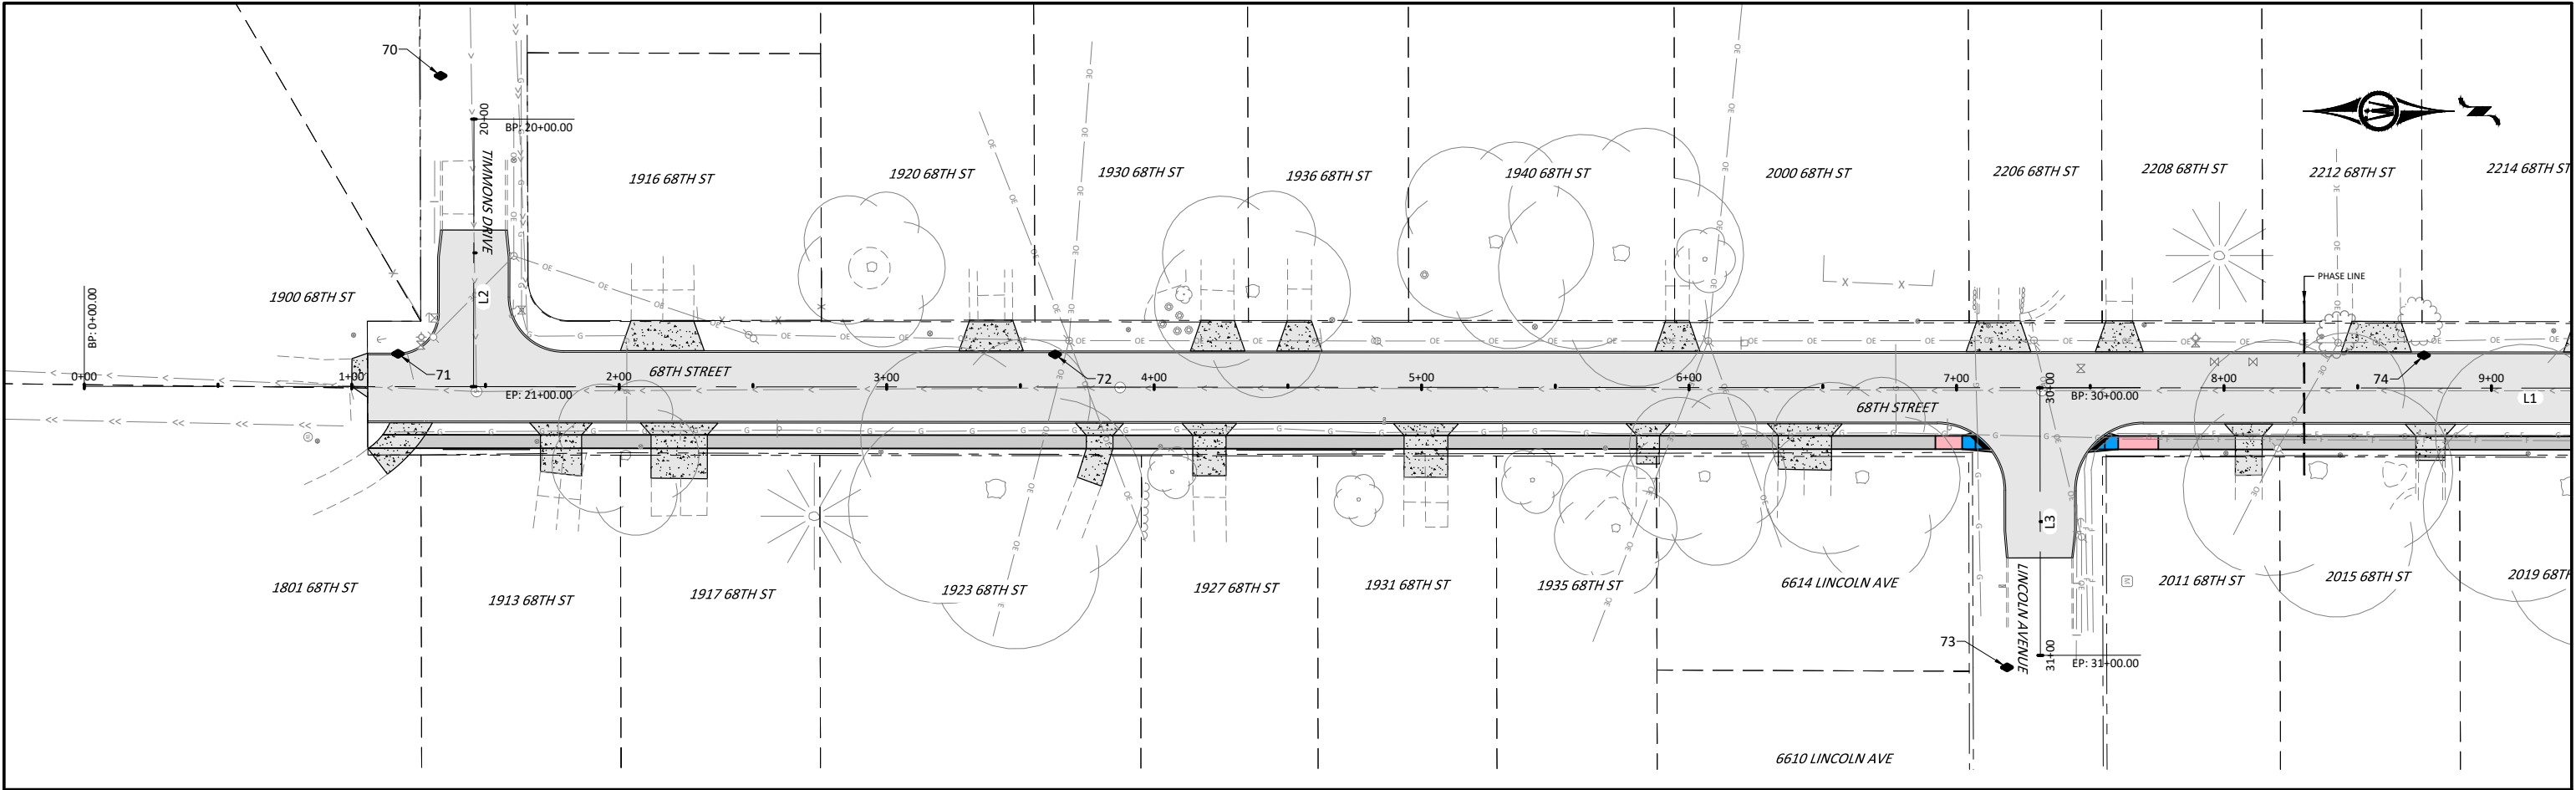 70
20+00
BP: 20+00.00
TIMMONS DRIVE
1916 68TH ST
1920 68TH ST
1930 68TH ST
1936 68TH ST
1940 68TH ST
2000 68TH ST
2206 68TH ST
2208 68TH ST
2212 68TH ST
2214 68TH ST
PHASE LINE
1900 68TH ST
L2
BP: 0+00.00
71
72
74
0+00
1+00
68TH STREET
2+00
3+00
4+00
5+00
6+00
7+00
8+00
9+00
EP: 21+00.00
30+00
BP: 30+00.00
L1
68TH STREET
L3
1801 68TH ST
1913 68TH ST
1917 68TH ST
1923 68TH ST
1927 68TH ST
1931 68TH ST
1935 68TH ST
6614 LINCOLN AVE
LINCOLN AVENUE
2011 68TH ST
2015 68TH ST
2019 68TH
73
31+00
EP: 31+00.00
6610 LINCOLN AVE